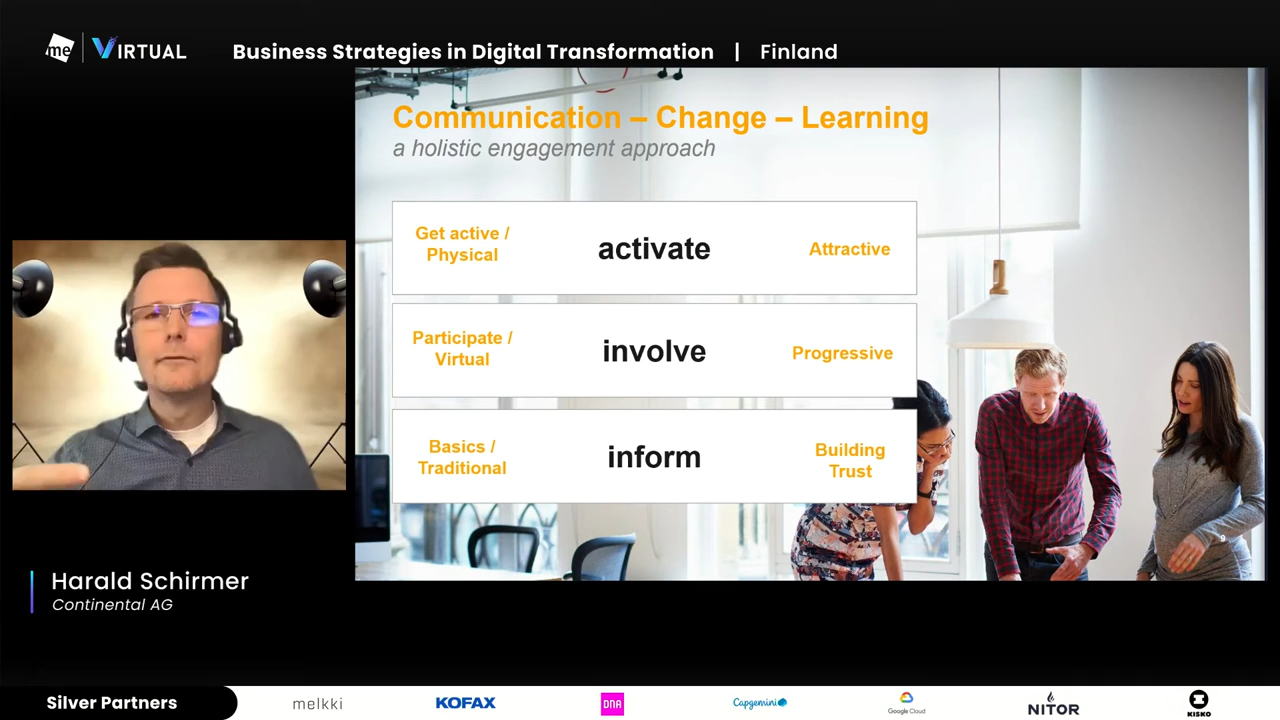 me
VIRTUAL
Business Strategies in Digital Transformation | Finland
Communication – Change – Learning
a holistic engagement approach
Get active /
Physical
activate
Attractive
Participate /
Virtual
involve
Progressive
Basics /
Traditional
inform
Building
Trust
9
Harald Schirmer
Continental AG
Silver Partners
melkki
KOFAX
DNA
Capgemini
Google Cloud
NITOR
KISKO